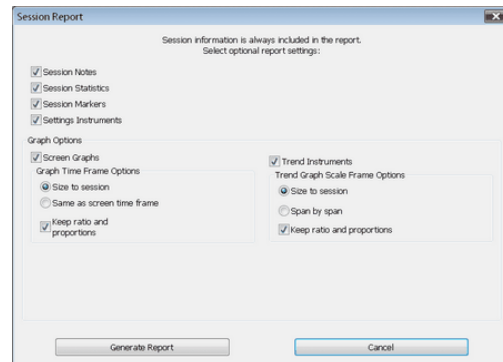 Session Report
Session information is always included in the report.
Select optional report settings:
Session Notes
Session Statistics
Session Markers
Settings Instruments
Graph Options
Screen Graphs
Graph Time Frame Options
Size to session
Same as screen time frame
Keep ratio and
proportions
Trend Instruments
Trend Graph Scale Frame Options
Size to session
Span by span
Keep ratio and proportions
Generate Report
Cancel